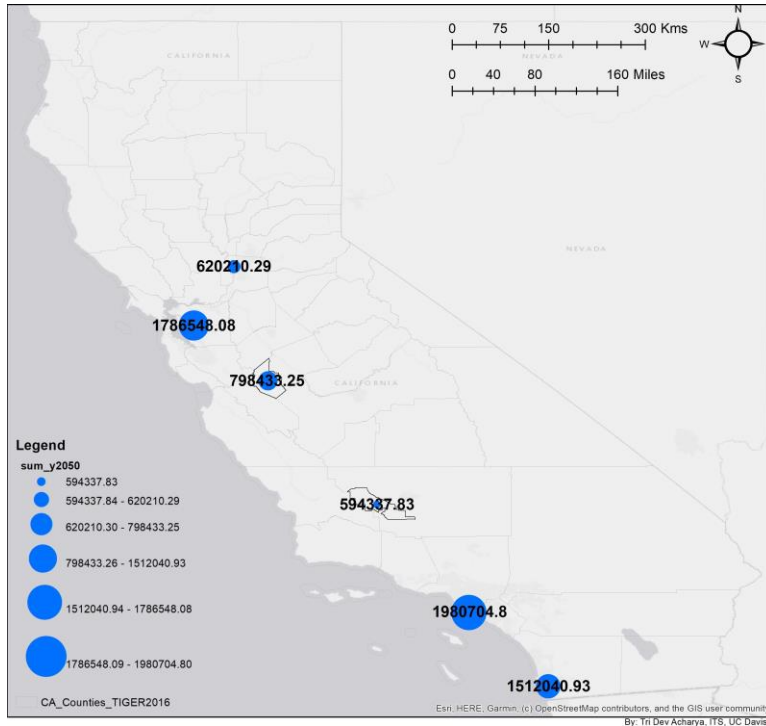 N
0 75 150 300 Kms
CALIFORNIA
W
NEVADA
S
0 40 80 160 Miles
NEVADA
620210.29
1786548.08
798433.25
CALIFORNIA
Legend
sum_y2050
594337.83
594337.84 - 620210.29
620210.30 - 798433.25
798433.26 - 1512040.93
1512040.94 - 1786548.08
1786548.09 - 1980704.80
CA_Counties_TIGER2016
594337.83
1980704.8
1512040.93
Esri, HERE, Garmin, (c) OpenStreetMap contributors, and the GIS user community
By: Tri Dev Acharya, ITS, UC Davis